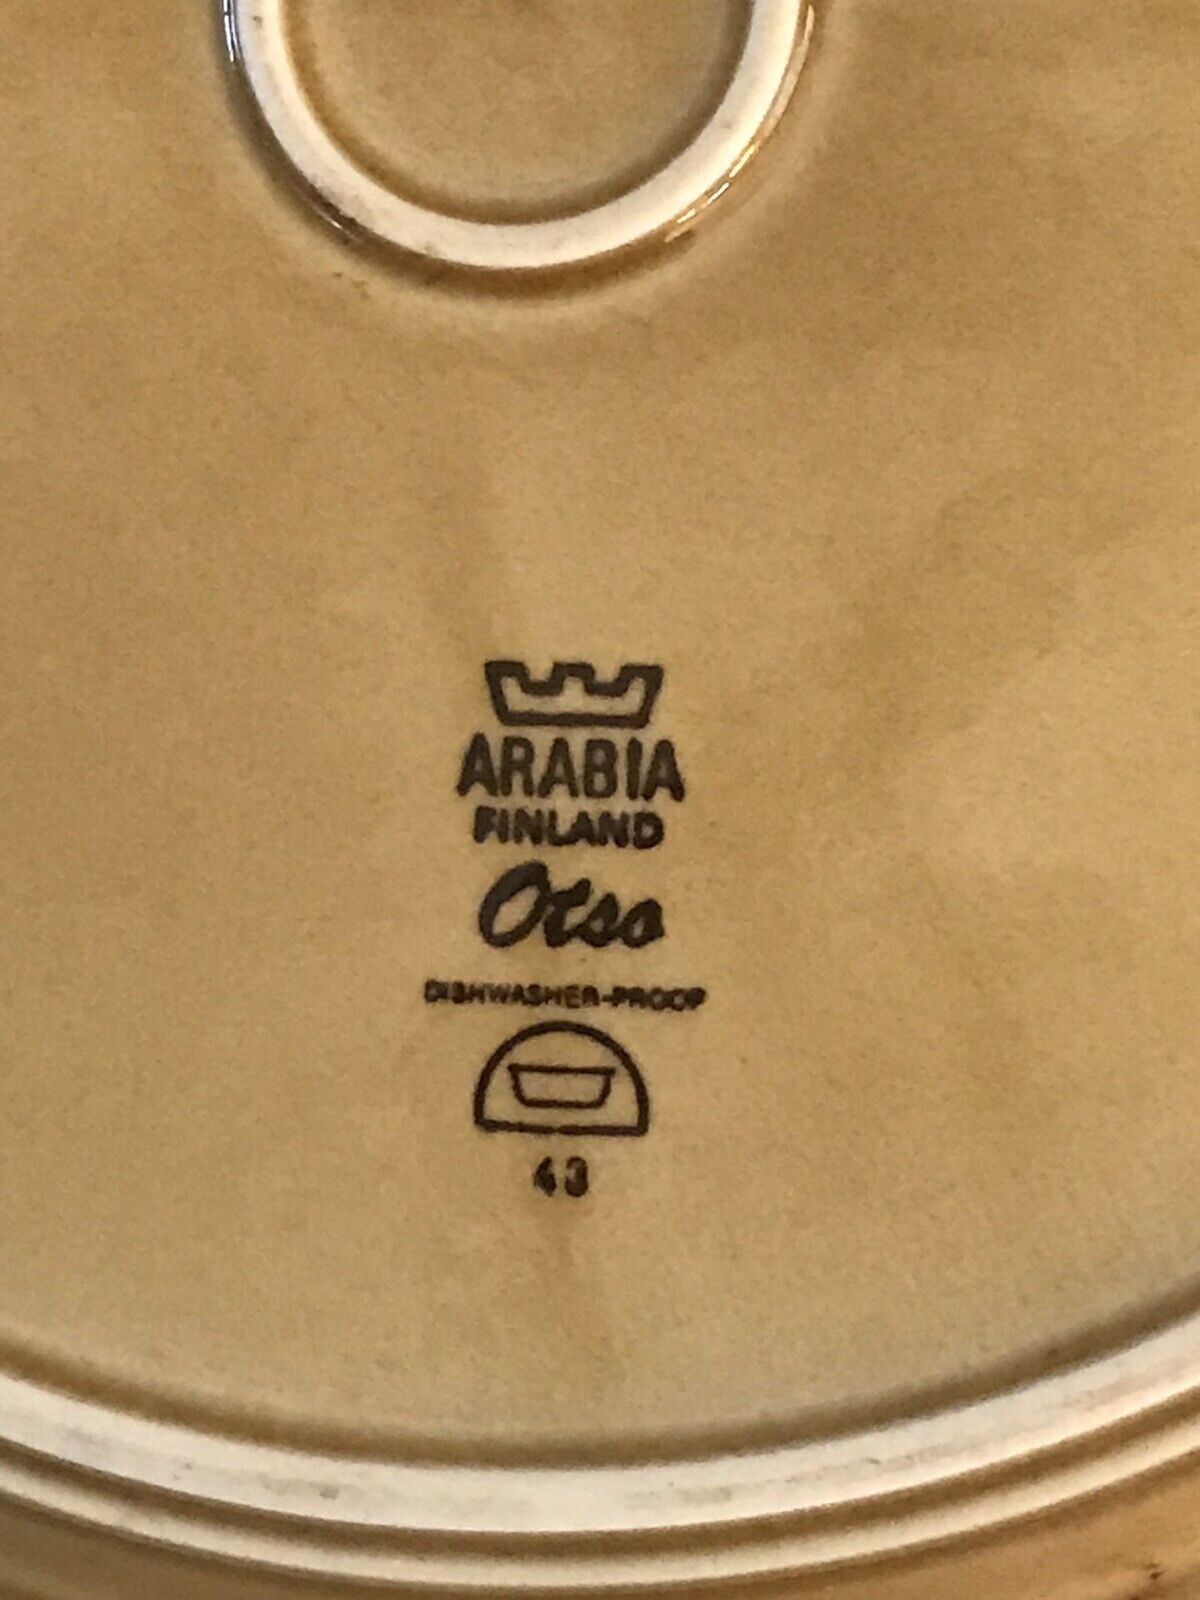 ARABIA
FINLAND
Otso
DISHWASHER-PROOF
43